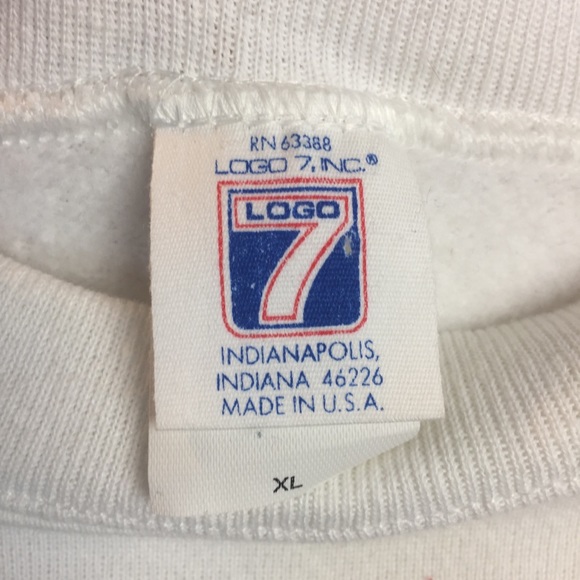 RN 63388
LOGO 7, INC.®
LOGO
7
INDIANAPOLIS,
INDIANA 46226
MADE IN U.S.A.
XL